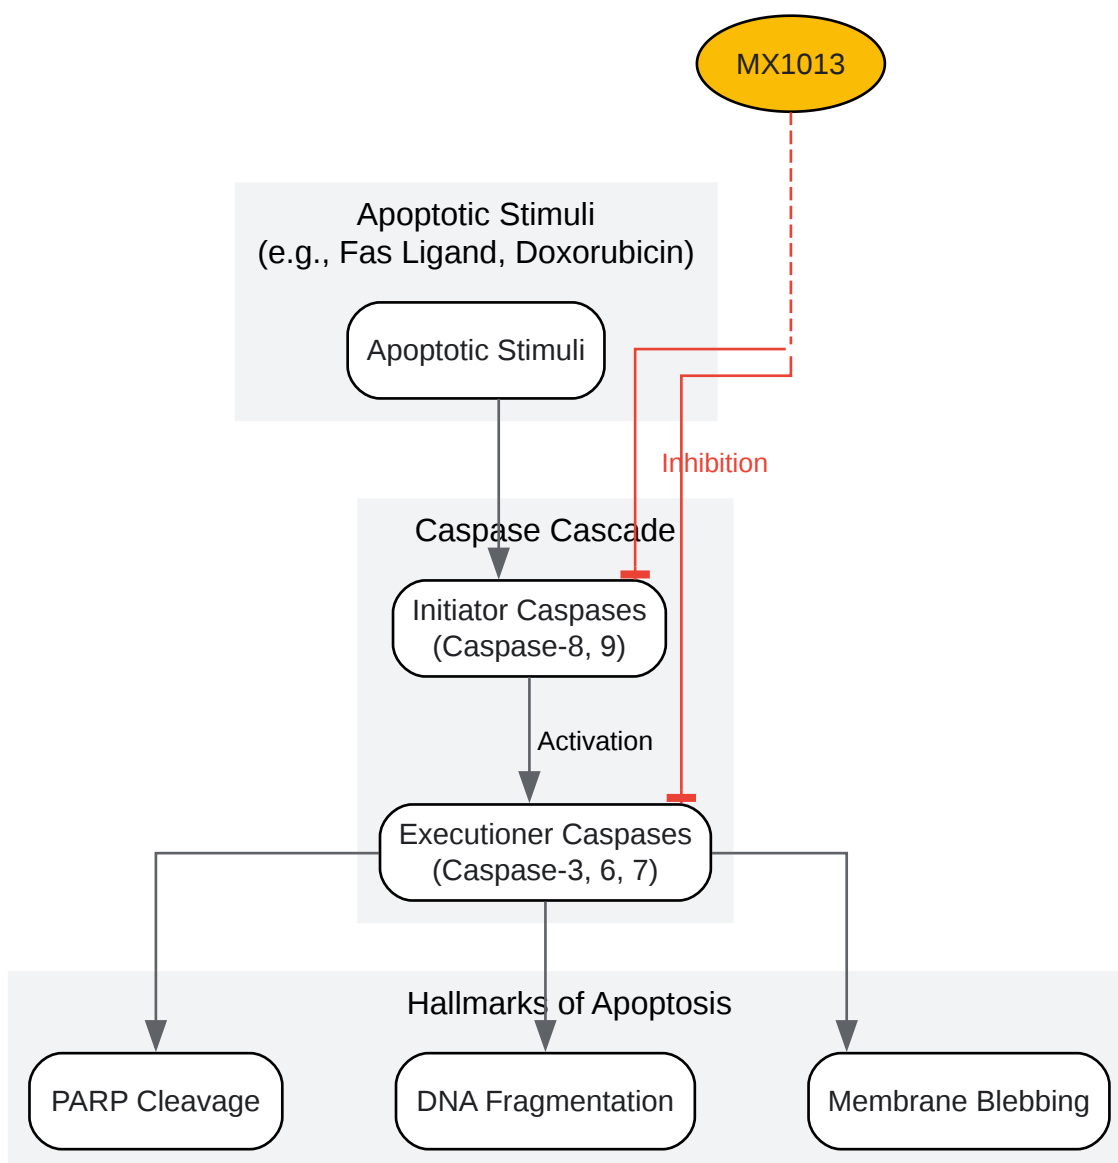 MX1013
Apoptotic Stimuli
(e.g., Fas Ligand, Doxorubicin)
Apoptotic Stimuli
Inhibition
Caspase Cascade
Initiator Caspases
(Caspase-8, 9)
Activation
Executioner Caspases
(Caspase-3, 6, 7)
Hallmarks of Apoptosis
PARP Cleavage
DNA Fragmentation
Membrane Blebbing